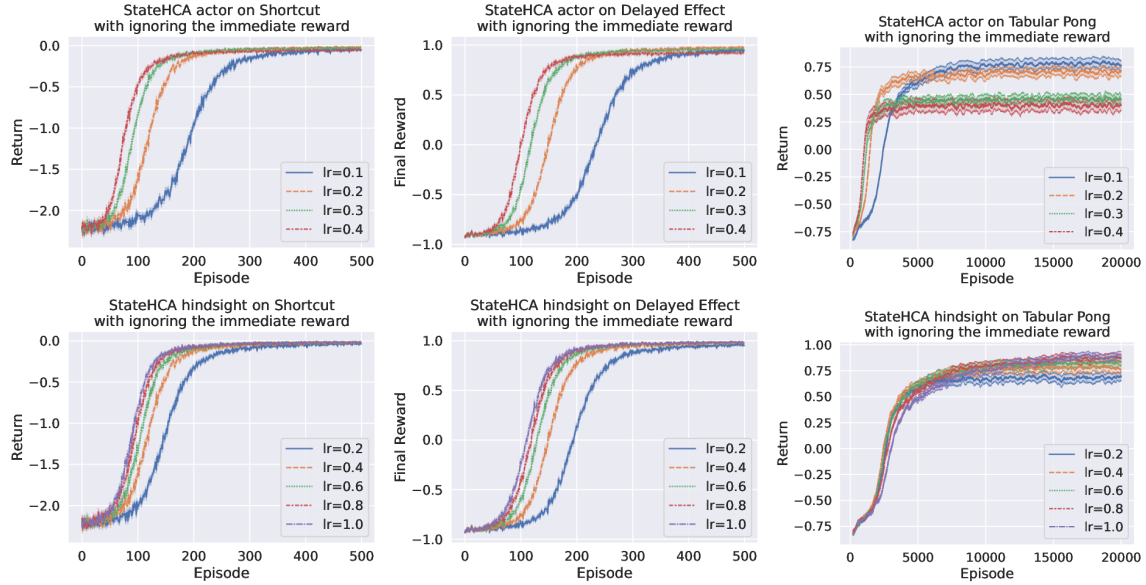 StateHCA actor on Shortcut
with ignoring the immediate reward
0.0
−0.5
−1.0
−1.5
−2.0
Return
lr=0.1
lr=0.2
lr=0.3
lr=0.4
0 100 200 300 400 500
Episode
StateHCA actor on Delayed Effect
with ignoring the immediate reward
1.0
0.5
0.0
−0.5
−1.0
Final Reward
lr=0.1
lr=0.2
lr=0.3
lr=0.4
0 100 200 300 400 500
Episode
StateHCA actor on Tabular Pong
with ignoring the immediate reward
0.75
0.50
0.25
0.00
−0.25
−0.50
−0.75
Return
lr=0.1
lr=0.2
lr=0.3
lr=0.4
0 5000 10000 15000 20000
Episode
StateHCA hindsight on Shortcut
with ignoring the immediate reward
0.0
−0.5
−1.0
−1.5
−2.0
Return
lr=0.2
lr=0.4
lr=0.6
lr=0.8
lr=1.0
0 100 200 300 400 500
Episode
StateHCA hindsight on Delayed Effect
with ignoring the immediate reward
1.0
0.5
0.0
−0.5
−1.0
Final Reward
lr=0.2
lr=0.4
lr=0.6
lr=0.8
lr=1.0
0 100 200 300 400 500
Episode
StateHCA hindsight on Tabular Pong
with ignoring the immediate reward
1.00
0.75
0.50
0.25
0.00
−0.25
−0.50
−0.75
Return
lr=0.2
lr=0.4
lr=0.6
lr=0.8
lr=1.0
0 5000 10000 15000 20000
Episode